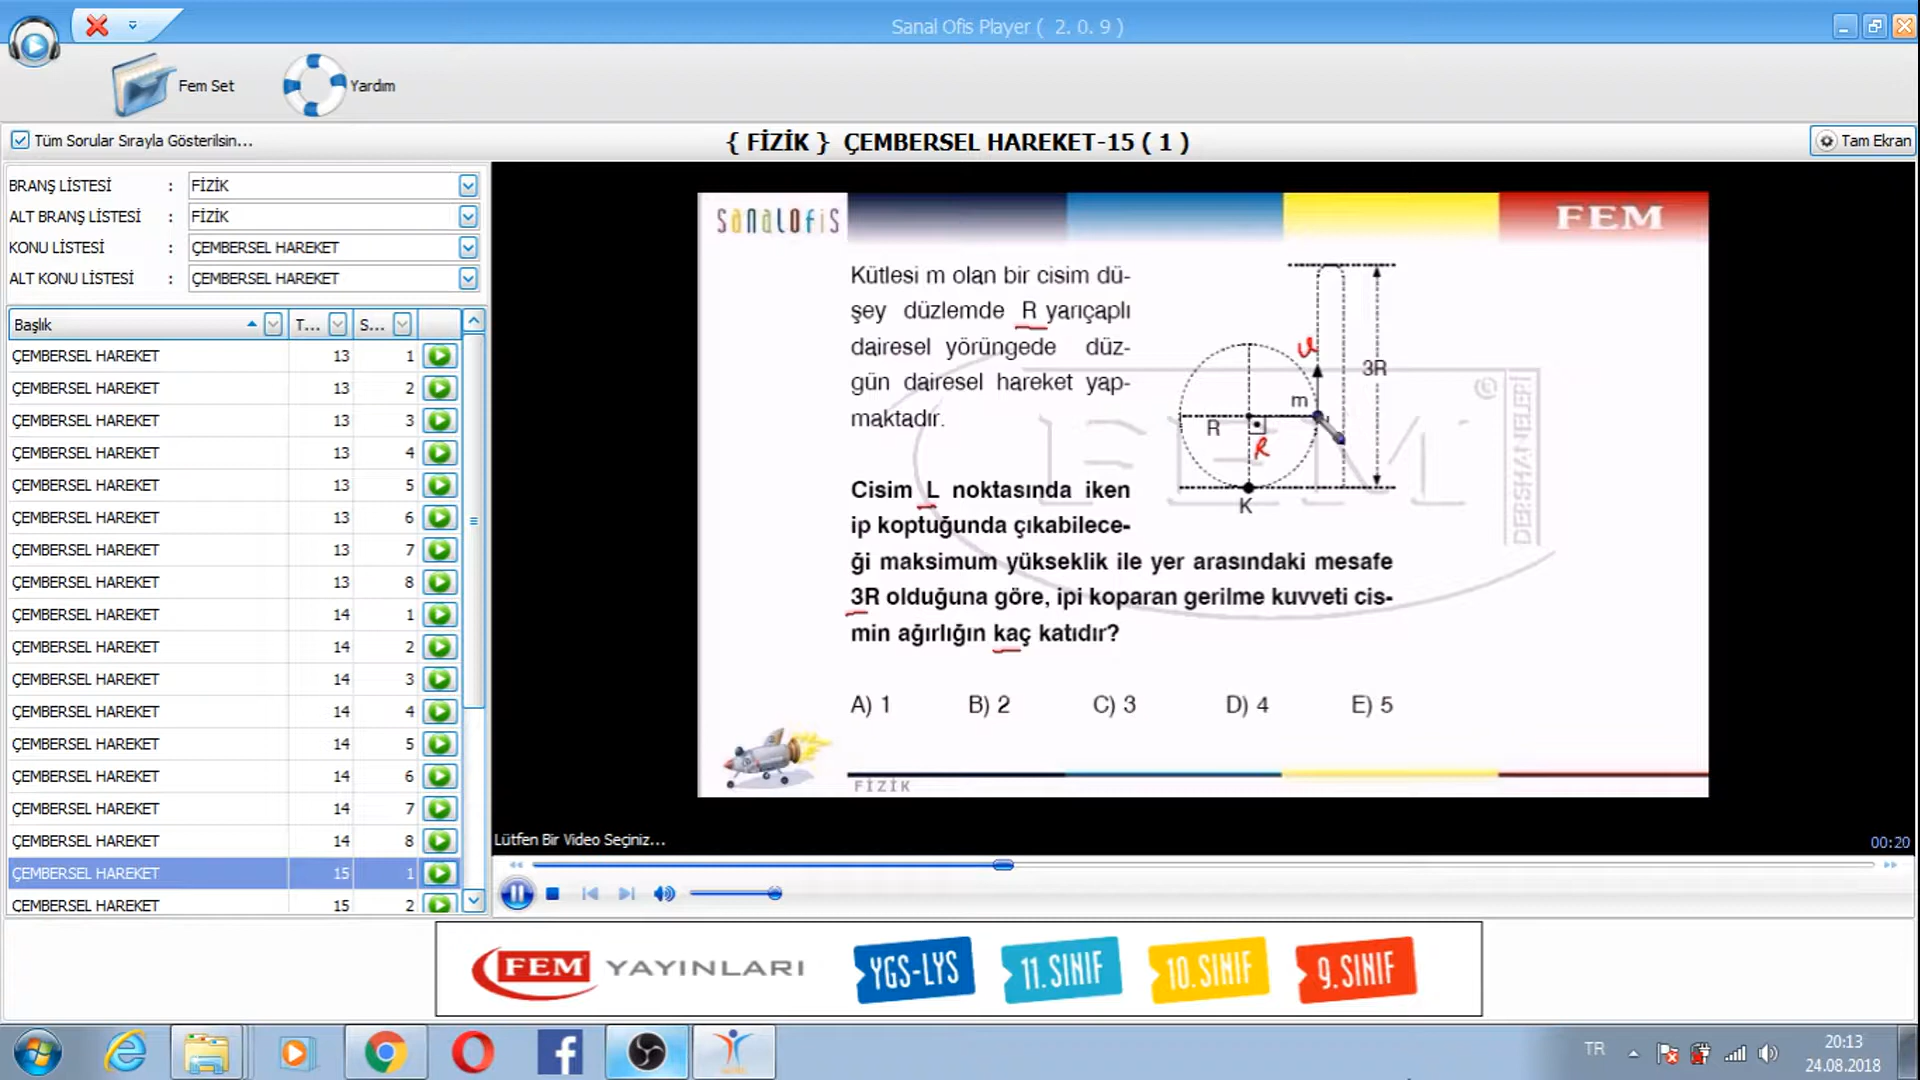 Sanal Ofis Player ( 2. 0. 9 )
Fem Set
Yardım
Tüm Sorular Sırayla Gösterilsin...
{ FİZİK } ÇEMBERSEL HAREKET-15 ( 1 )
Tam Ekran
BRANŞ LİSTESİ : FİZİK
ALT BRANŞ LİSTESİ : FİZİK
KONU LİSTESİ : ÇEMBERSEL HAREKET
ALT KONU LİSTESİ : ÇEMBERSEL HAREKET
Başlık T... S...
ÇEMBERSEL HAREKET 13 1
ÇEMBERSEL HAREKET 13 2
ÇEMBERSEL HAREKET 13 3
ÇEMBERSEL HAREKET 13 4
ÇEMBERSEL HAREKET 13 5
ÇEMBERSEL HAREKET 13 6
ÇEMBERSEL HAREKET 13 7
ÇEMBERSEL HAREKET 13 8
ÇEMBERSEL HAREKET 14 1
ÇEMBERSEL HAREKET 14 2
ÇEMBERSEL HAREKET 14 3
ÇEMBERSEL HAREKET 14 4
ÇEMBERSEL HAREKET 14 5
ÇEMBERSEL HAREKET 14 6
ÇEMBERSEL HAREKET 14 7
ÇEMBERSEL HAREKET 14 8
ÇEMBERSEL HAREKET 15 1
ÇEMBERSEL HAREKET 15 2
sanalofis
FEM
Kütlesi m olan bir cisim dü-
şey düzlemde R yarıçaplı
dairesel yörüngede düz-
gün dairesel hareket yap-
maktadır.
Cisim L noktasında iken
ip koptuğunda çıkabilece-
ği maksimum yükseklik ile yer arasındaki mesafe
3R olduğuna göre, ipi koparan gerilme kuvveti cis-
min ağırlığın kaç katıdır?
A) 1 B) 2 C) 3 D) 4 E) 5
3R
m
R
R
K
FEM
DERSHANELERİ
©
FİZİK
Lütfen Bir Video Seçiniz...
00:20
FEM YAYINLARI
YGS-LYS
11.SINIF
10.SINIF
9.SINIF
TR
20:13
24.08.2018